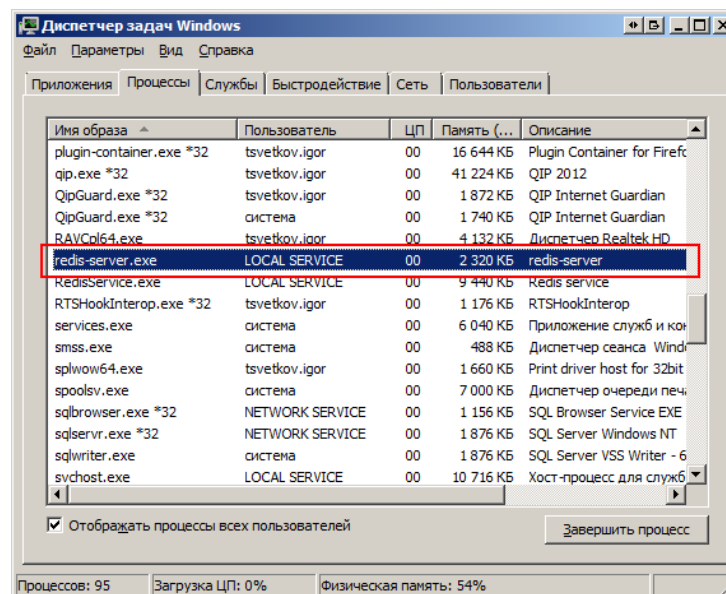 Диспетчер задач Windows
Файл Параметры Вид Справка
Приложения Процессы Службы Быстродействие Сеть Пользователи
Имя образа Пользователь ЦП Память (... Описание
plugin-container.exe *32 tsvetkov.igor 00 16 644 КБ Plugin Container for Firefo
qip.exe *32 tsvetkov.igor 00 41 224 КБ QIP 2012
QipGuard.exe *32 tsvetkov.igor 00 1 872 КБ QIP Internet Guardian
QipGuard.exe *32 система 00 1 740 КБ QIP Internet Guardian
RAVCpl64.exe tsvetkov.igor 00 4 132 КБ Диспетчер Realtek HD
redis-server.exe LOCAL SERVICE 00 2 320 КБ redis-server
RedisService.exe LOCAL SERVICE 00 9 440 КБ Redis service
RTSHookInterop.exe *32 tsvetkov.igor 00 1 176 КБ RTSHookInterop
services.exe система 00 6 040 КБ Приложение служб и кон
smss.exe система 00 488 КБ Диспетчер сеанса Windo
splwow64.exe tsvetkov.igor 00 1 660 КБ Print driver host for 32bit
spoolsv.exe система 00 7 000 КБ Диспетчер очереди печа
sqlbrowser.exe *32 NETWORK SERVICE 00 1 156 КБ SQL Browser Service EXE
sqlservr.exe *32 NETWORK SERVICE 00 1 876 КБ SQL Server Windows NT
sqlwriter.exe система 00 1 876 КБ SQL Server VSS Writer - 6
svchost.exe LOCAL SERVICE 00 10 716 КБ Хост-процесс для служб
Отображать процессы всех пользователей
Завершить процесс
Процессов: 95 Загрузка ЦП: 0% Физическая память: 54%